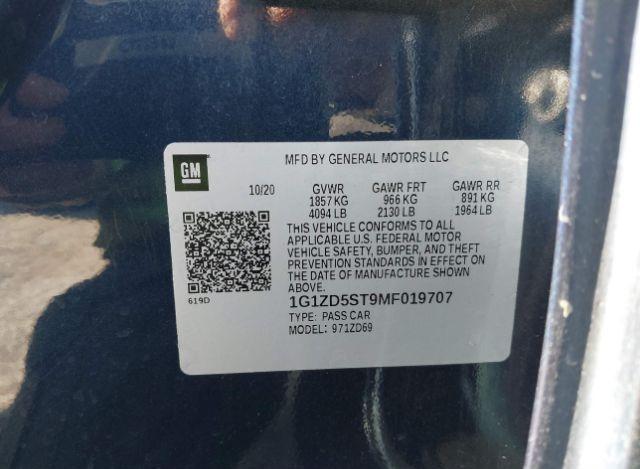 GM
MFD BY GENERAL MOTORS LLC
10/20 GVWR GAWR FRT GAWR RR
1857 KG 966 KG 891 KG
4094 LB 2130 LB 1964 LB
THIS VEHICLE CONFORMS TO ALL
APPLICABLE U.S. FEDERAL MOTOR
VEHICLE SAFETY, BUMPER, AND THEFT
PREVENTION STANDARDS IN EFFECT ON
THE DATE OF MANUFACTURE SHOWN
ABOVE.
619D
1G1ZD5ST9MF019707
TYPE: PASS CAR
MODEL: 971ZD69